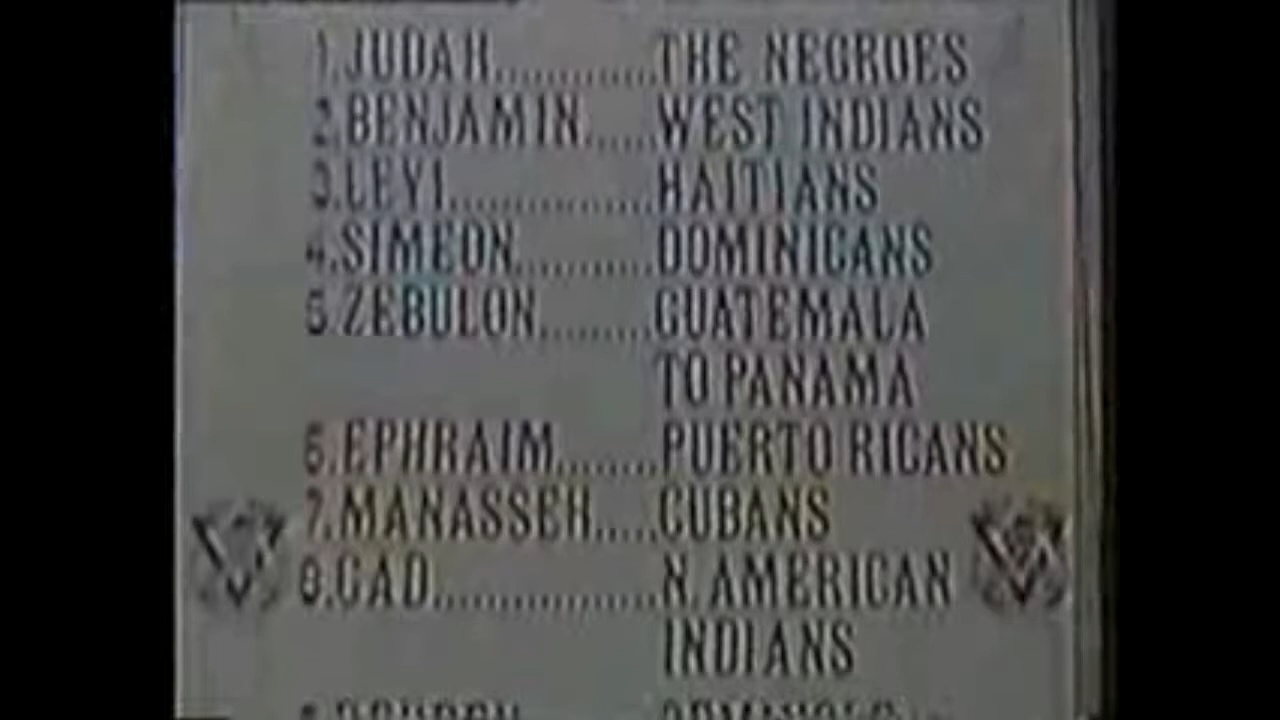 1.JUDAH.............THE NEGROES
2.BENJAMIN.....WEST INDIANS
3.LEVI................HAITIANS
4.SIMEON...........DOMINICANS
5.ZEBULON........GUATEMALA
TO PANAMA
6.EPHRAIM........PUERTO RICANS
7.MANASSEH.....CUBANS
8.GAD.................N. AMERICAN
INDIANS